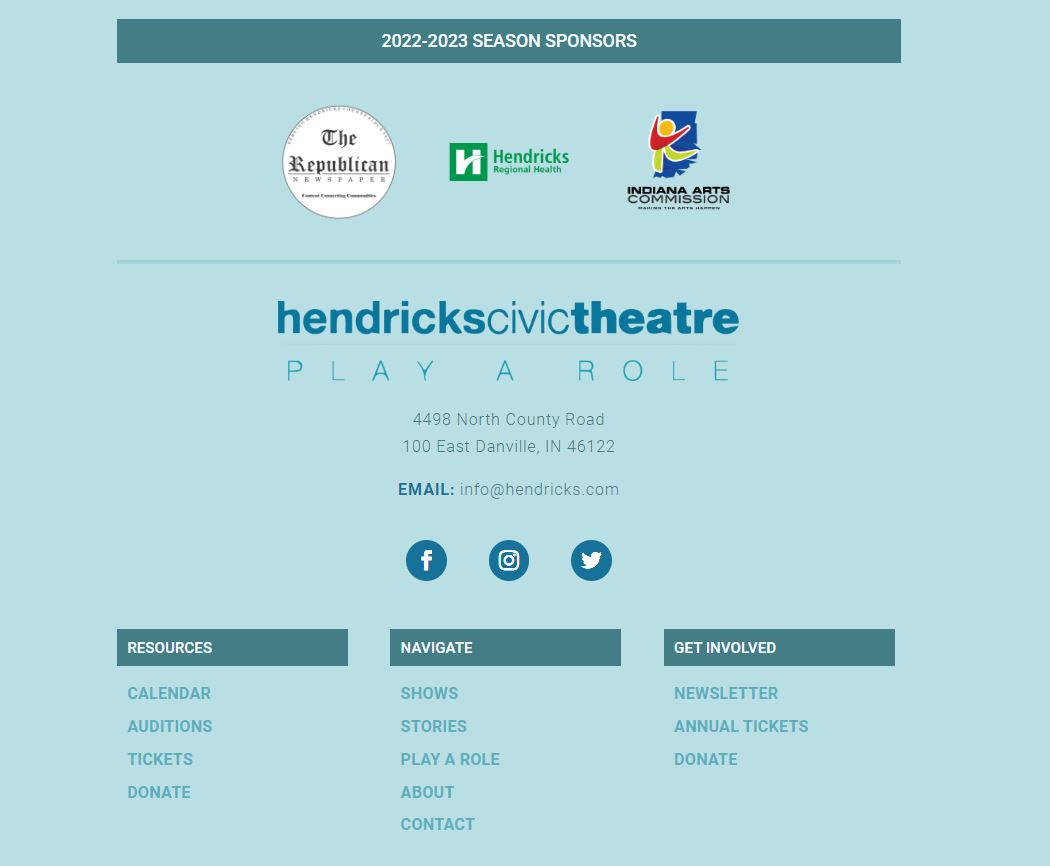 2022-2023 SEASON SPONSORS
The
Republican
NEWSPAPER
Content Connecting Communities
Hendricks
Regional Health
INDIANA ARTS
COMMISSION
MAKING THE ARTS HAPPEN
hendrickscivictheatre
PLAY A ROLE
4498 North County Road
100 East Danville, IN 46122
EMAIL: info@hendricks.com
RESOURCES
CALENDAR
AUDITIONS
TICKETS
DONATE
NAVIGATE
SHOWS
STORIES
PLAY A ROLE
ABOUT
CONTACT
GET INVOLVED
NEWSLETTER
ANNUAL TICKETS
DONATE